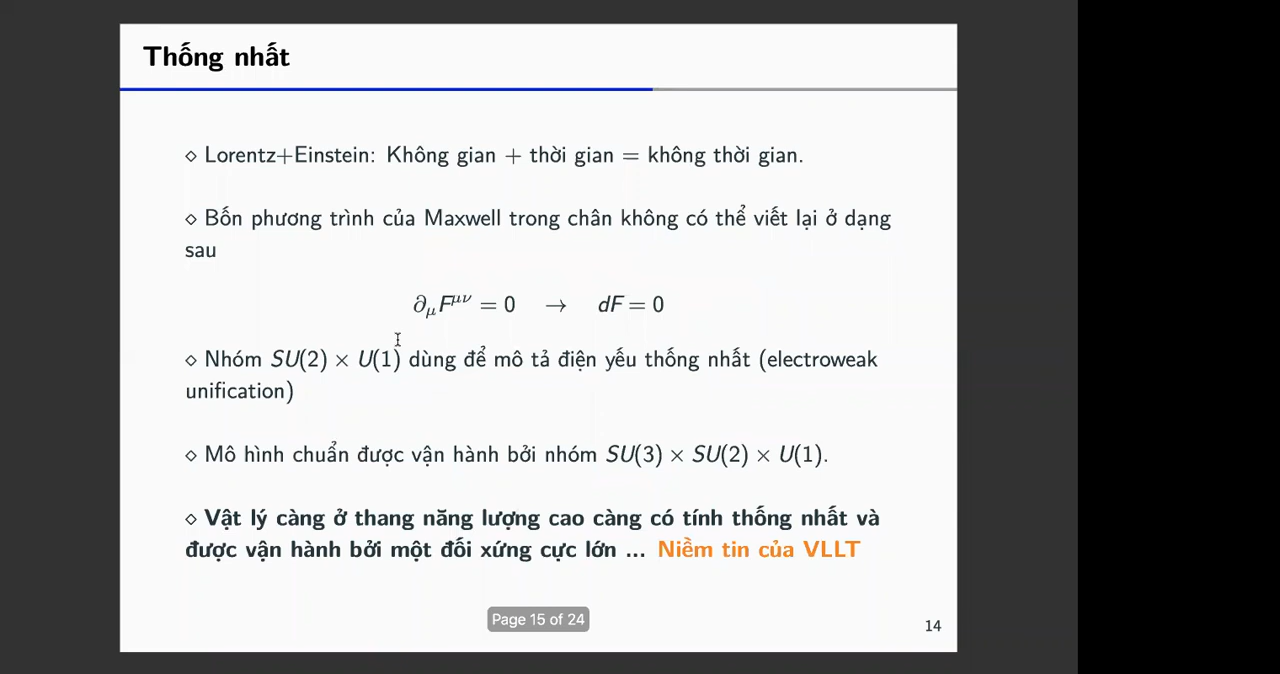 Thống nhất
⋄ Lorentz+Einstein: Không gian + thời gian = không thời gian.
⋄ Bốn phương trình của Maxwell trong chân không có thể viết lại ở dạng
sau
∂_μ F^{μν} = 0 → dF = 0
⋄ Nhóm SU(2) × U(1) dùng để mô tả điện yếu thống nhất (electroweak
unification)
⋄ Mô hình chuẩn được vận hành bởi nhóm SU(3) × SU(2) × U(1).
⋄ Vật lý càng ở thang năng lượng cao càng có tính thống nhất và
được vận hành bởi một đối xứng cực lớn ... Niềm tin của VLLT
Page 15 of 24
14